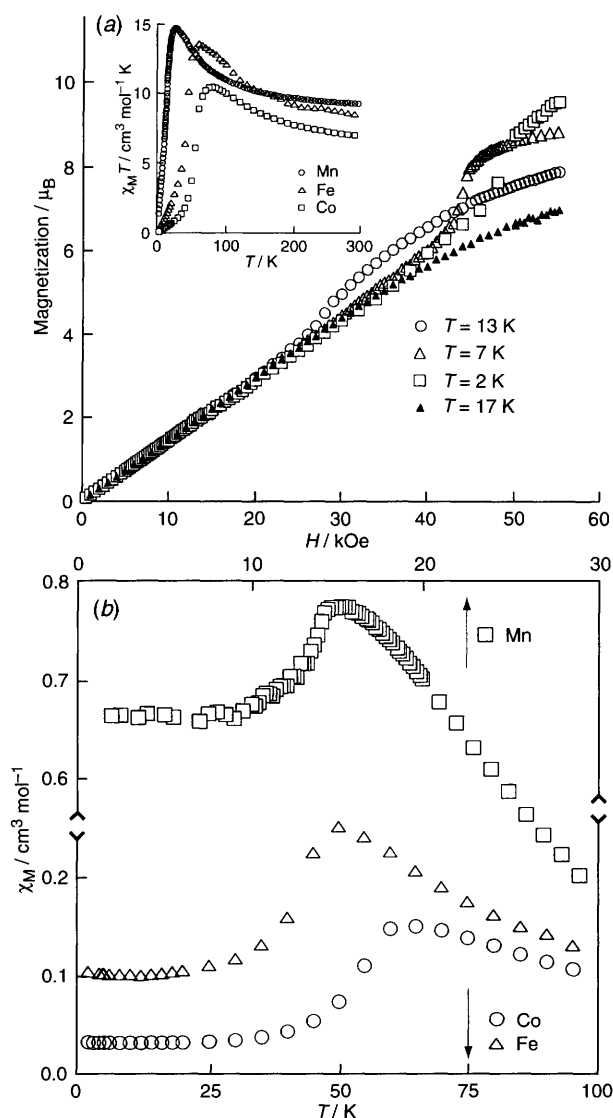 (a)
15
10
5
0
χM T / cm³ mol⁻¹ K
○ Mn
△ Fe
□ Co
0 100 200 300
T / K
10
8
6
4
2
0
Magnetization / μB
○ T = 13 K
△ T = 7 K
□ T = 2 K
▲ T = 17 K
0 10 20 30 40 50 60
H / kOe
0 10 20 30
(b)
0.8
0.7
0.6
0.2
0.1
0.0
χM / cm³ mol⁻¹
□ Mn
○ Co
△ Fe
0 25 50 75 100
T / K